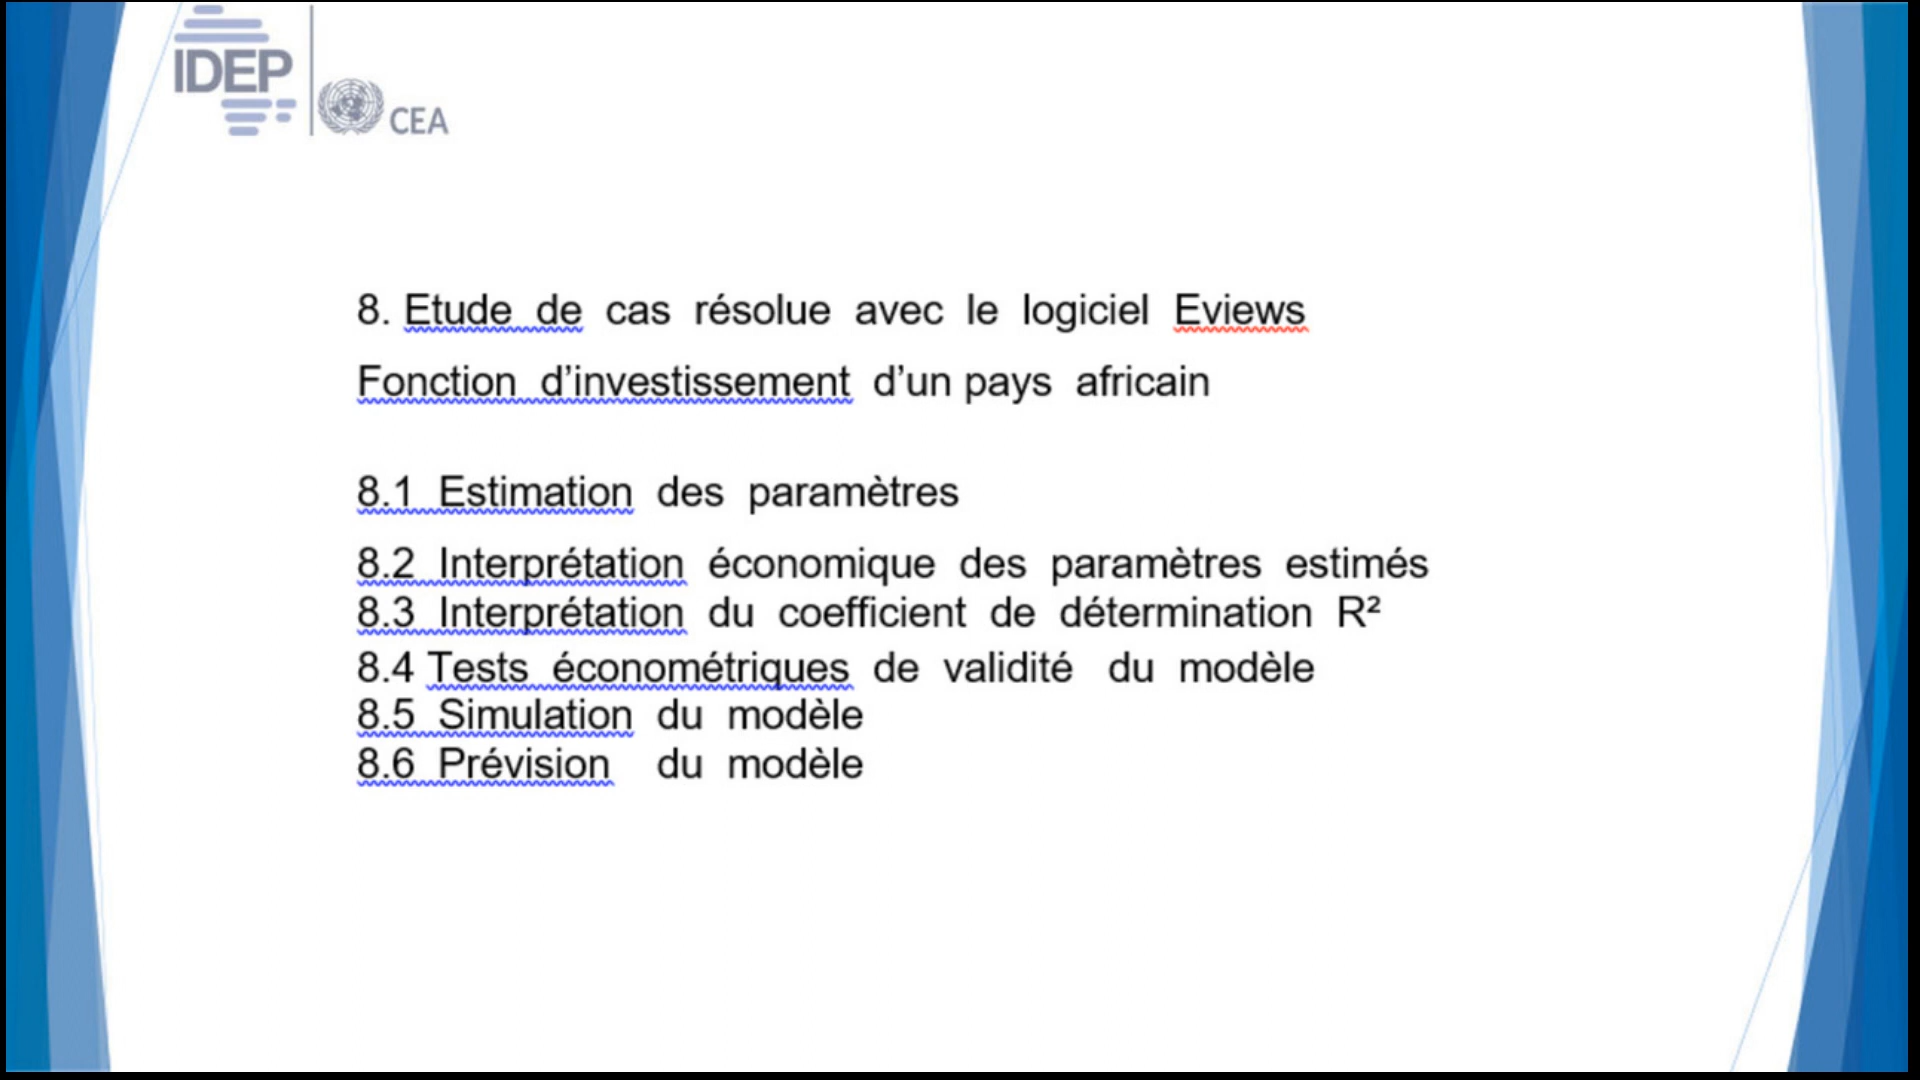 IDEP
CEA
8. Etude de cas résolue avec le logiciel Eviews
Fonction d’investissement d’un pays africain
8.1 Estimation des paramètres
8.2 Interprétation économique des paramètres estimés
8.3 Interprétation du coefficient de détermination R²
8.4 Tests économétriques de validité du modèle
8.5 Simulation du modèle
8.6 Prévision du modèle